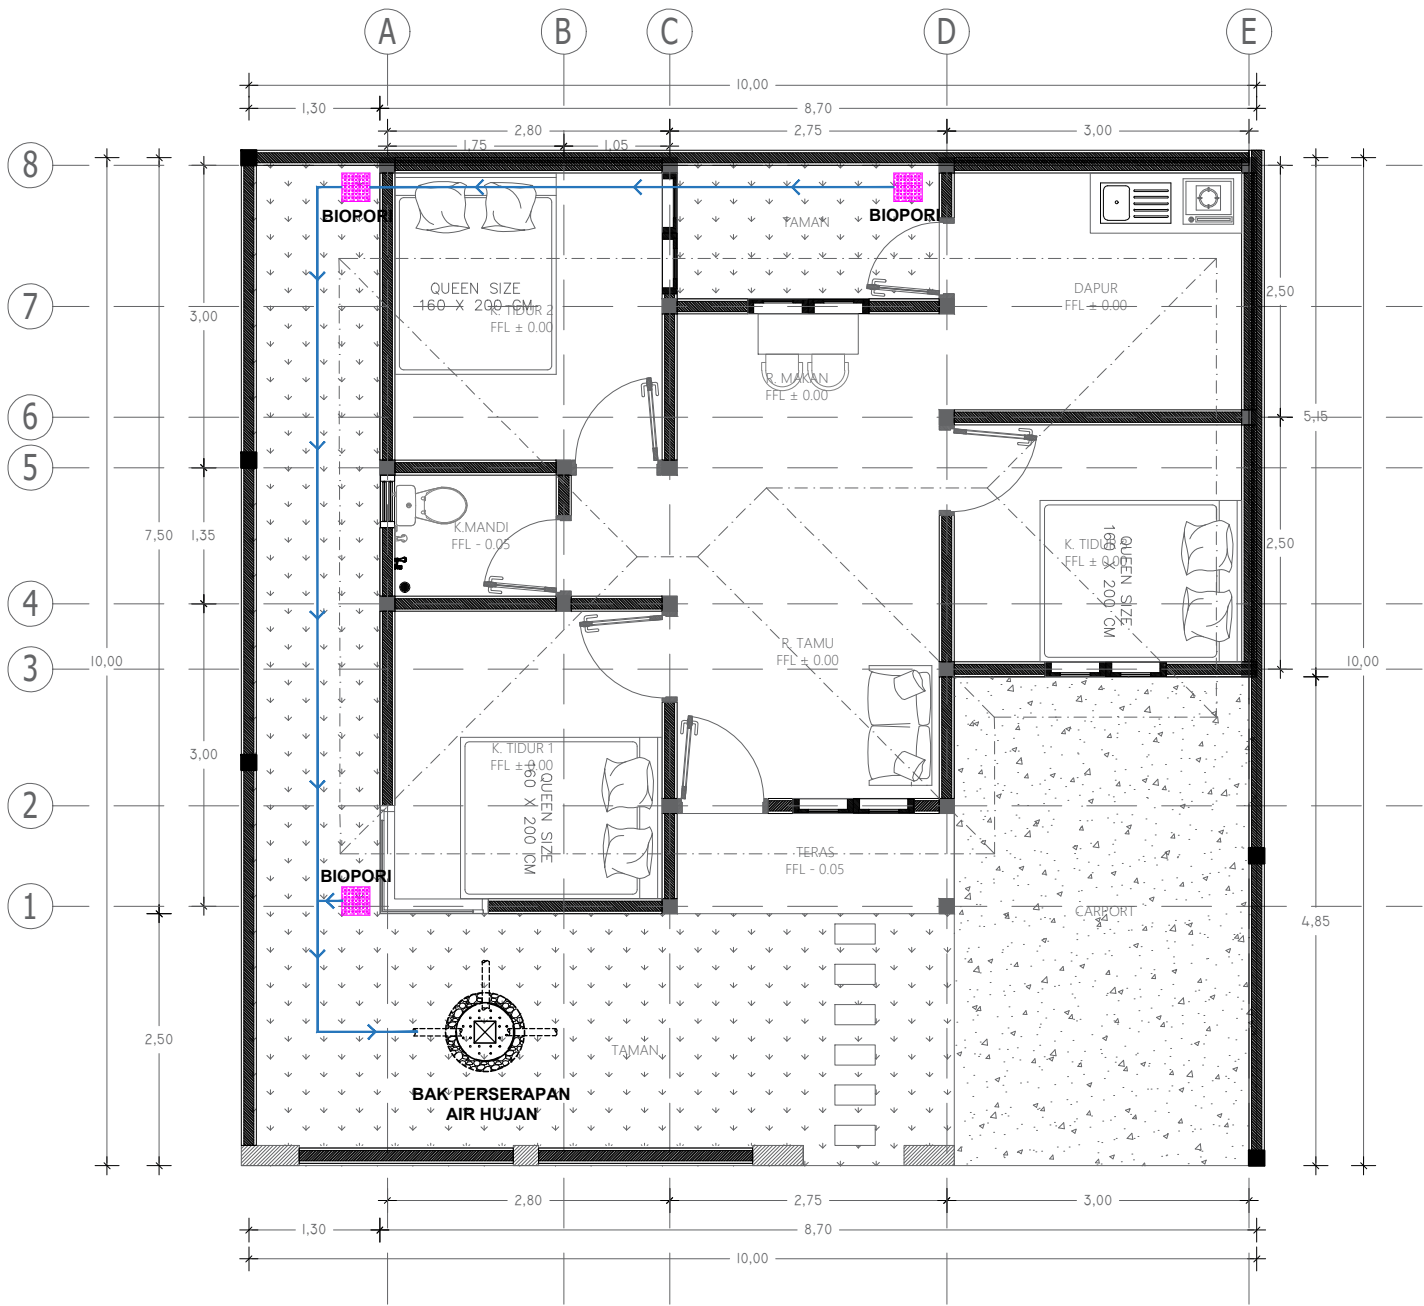 A B C D E
10,00
1,30 8,70
2,80 2,75 3,00
1,75 1,05
8
BIOPORI
TAMAN
BIOPORI
QUEEN SIZE
160 X 200 CM
K. TIDUR 2
FFL ± 0.00
DAPUR
FFL ± 0.00
2,50
7
3,00
R. MAKAN
FFL ± 0.00
6
5,15
5
7,50
1,35
K.MANDI
FFL - 0.05
K. TIDUR
FFL ± 0.00
QUEEN SIZE
160 X 200 CM
2,50
4
10,00
3
R. TAMU
FFL ± 0.00
10,00
3,00
K. TIDUR 1
FFL ± 0.00
QUEEN SIZE
160 X 200 CM
2
TERAS
FFL - 0.05
BIOPORI
1
CARPORT
4,85
2,50
TAMAN
BAK PERSERAPAN
AIR HUJAN
2,80 2,75 3,00
1,30 8,70
10,00